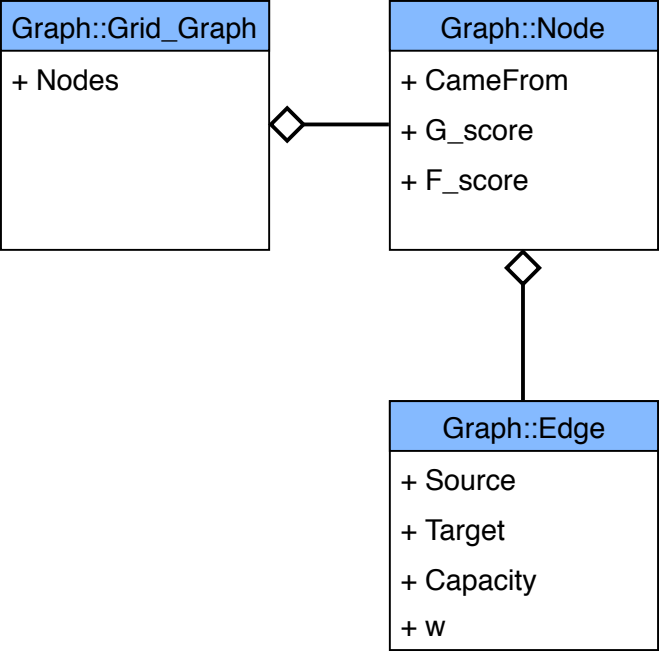 Graph::Grid_Graph
+ Nodes
Graph::Node
+ CameFrom
+ G_score
+ F_score
Graph::Edge
+ Source
+ Target
+ Capacity
+ w